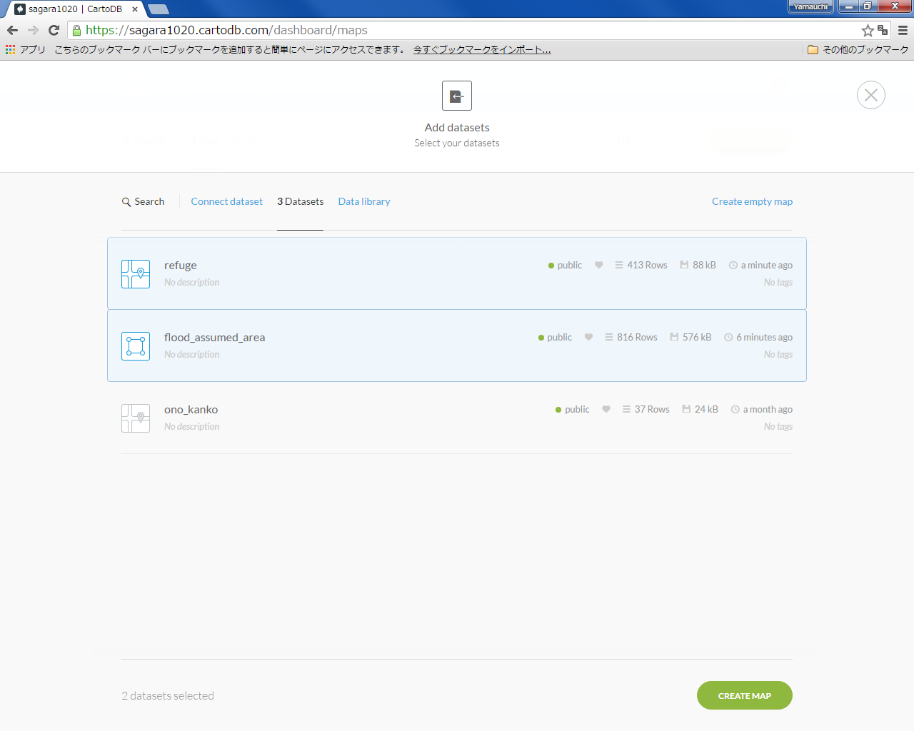 sagara1020 | CartoDB
Yamauchi
https://sagara1020.cartodb.com/dashboard/maps
アプリ こちらのブックマーク バーにブックマークを追加すると簡単にページにアクセスできます。 今すぐブックマークをインポート... その他のブックマーク
Add datasets
Select your datasets
Search Connect dataset 3 Datasets Data library Create empty map
refuge public 413 Rows 88 kB a minute ago
No description No tags
flood_assumed_area public 816 Rows 576 kB 6 minutes ago
No description No tags
ono_kanko public 37 Rows 24 kB a month ago
No description No tags
2 datasets selected CREATE MAP